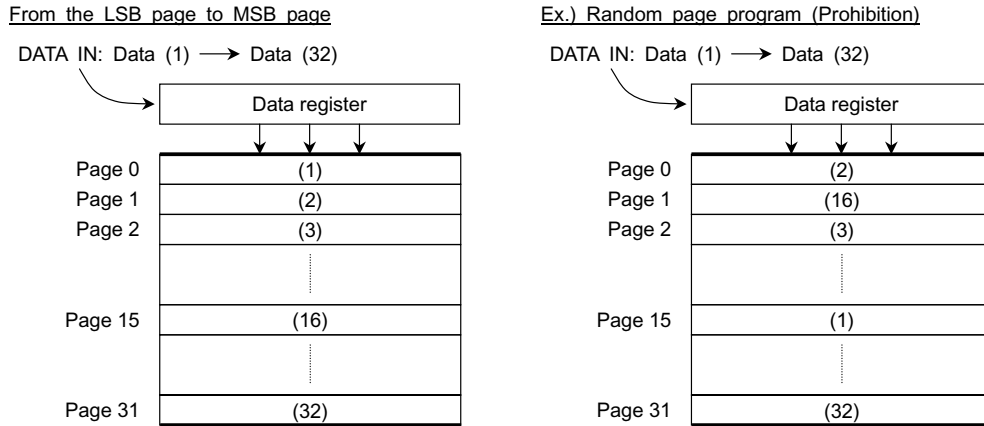 From the LSB page to MSB page
DATA IN: Data (1) → Data (32)
Data register
Page 0 (1)
Page 1 (2)
Page 2 (3)
Page 15 (16)
Page 31 (32)
Ex.) Random page program (Prohibition)
DATA IN: Data (1) → Data (32)
Data register
Page 0 (2)
Page 1 (16)
Page 2 (3)
Page 15 (1)
Page 31 (32)